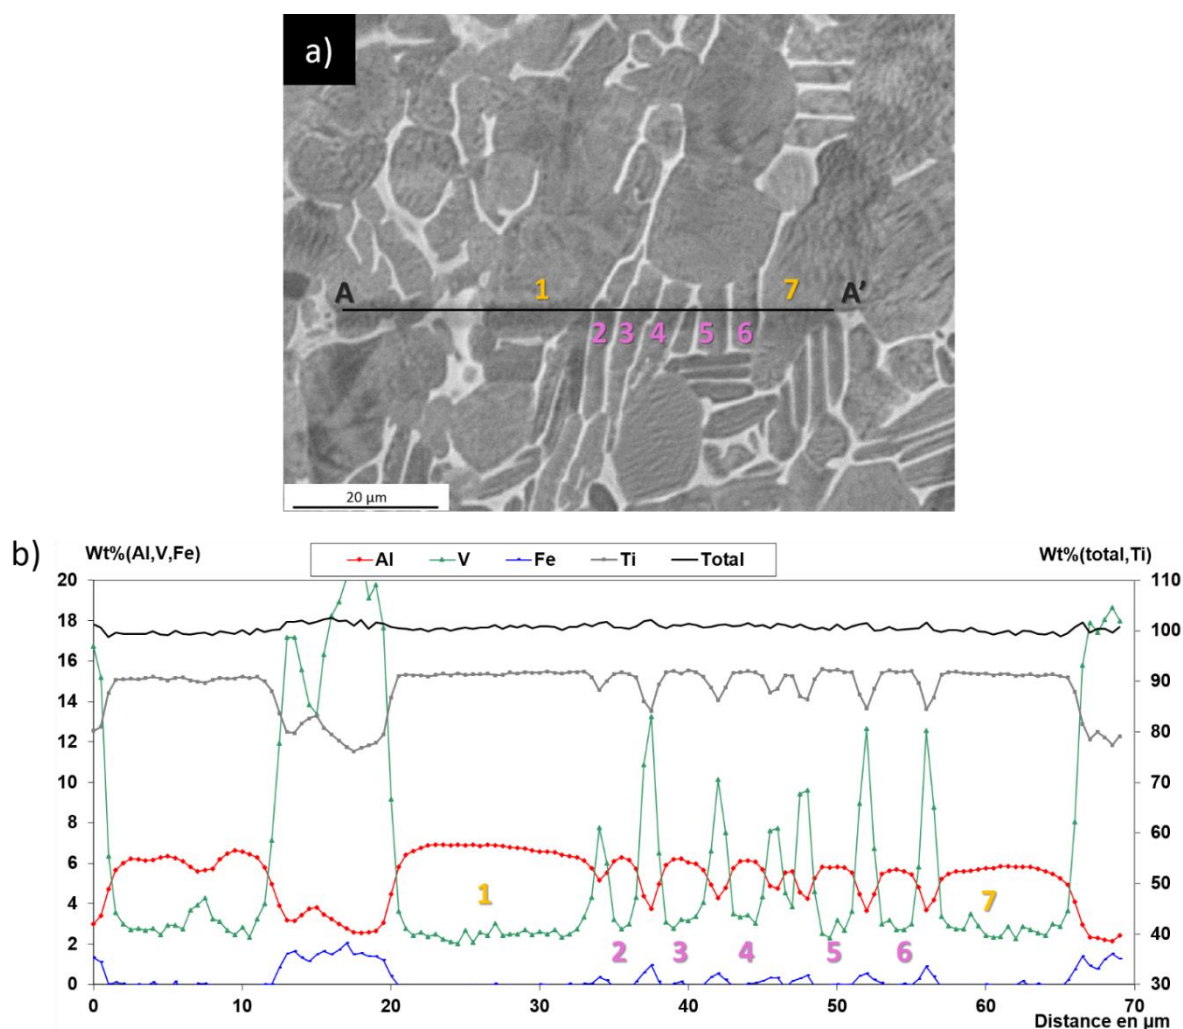 a)
A 1 7 A'
2 3 4 5 6
20 µm
b)
Wt%(Al,V,Fe) Wt%(total,Ti)
Al V Fe Ti Total
20 110
18 100
16 90
14
12 80
10 70
8 60
6 50
4 1 7 40
2 2 3 4 5 6
0 30
0 10 20 30 40 50 60 70
Distance en µm